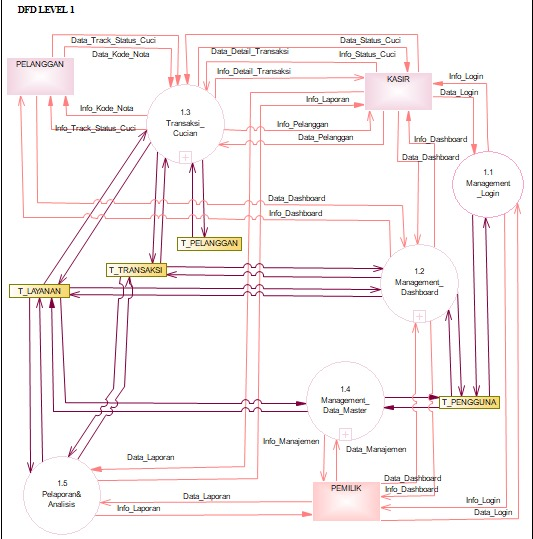 DFD LEVEL 1
Data_Track_Status_Cuci
Data_Status_Cuci
Data_Kode_Nota
Data_Detail_Transaksi
Info_Status_Cuci
PELANGGAN
Info_Detail_Transaksi
KASIR
Info_Login
Data_Login
Info_Kode_Nota
Info_Laporan
1.3
Transaksi_
Cucian
Info_Track_Status_Cuci
Info_Pelanggan
Data_Pelanggan
Info_Dashboard
Data_Dashboard
1.1
Management
_Login
Data_Dashboard
Info_Dashboard
T_PELANGGAN
T_TRANSAKSI
1.2
Management_
Dashboard
T_LAYANAN
1.4
Management_
Data_Master
T_PENGGUNA
Info_Manajemen
Data_Manajemen
Data_Laporan
1.5
Pelaporan&
Analisis
Data_Laporan
Info_Laporan
PEMILIK
Data_Dashboard
Info_Dashboard
Info_Login
Data_Login